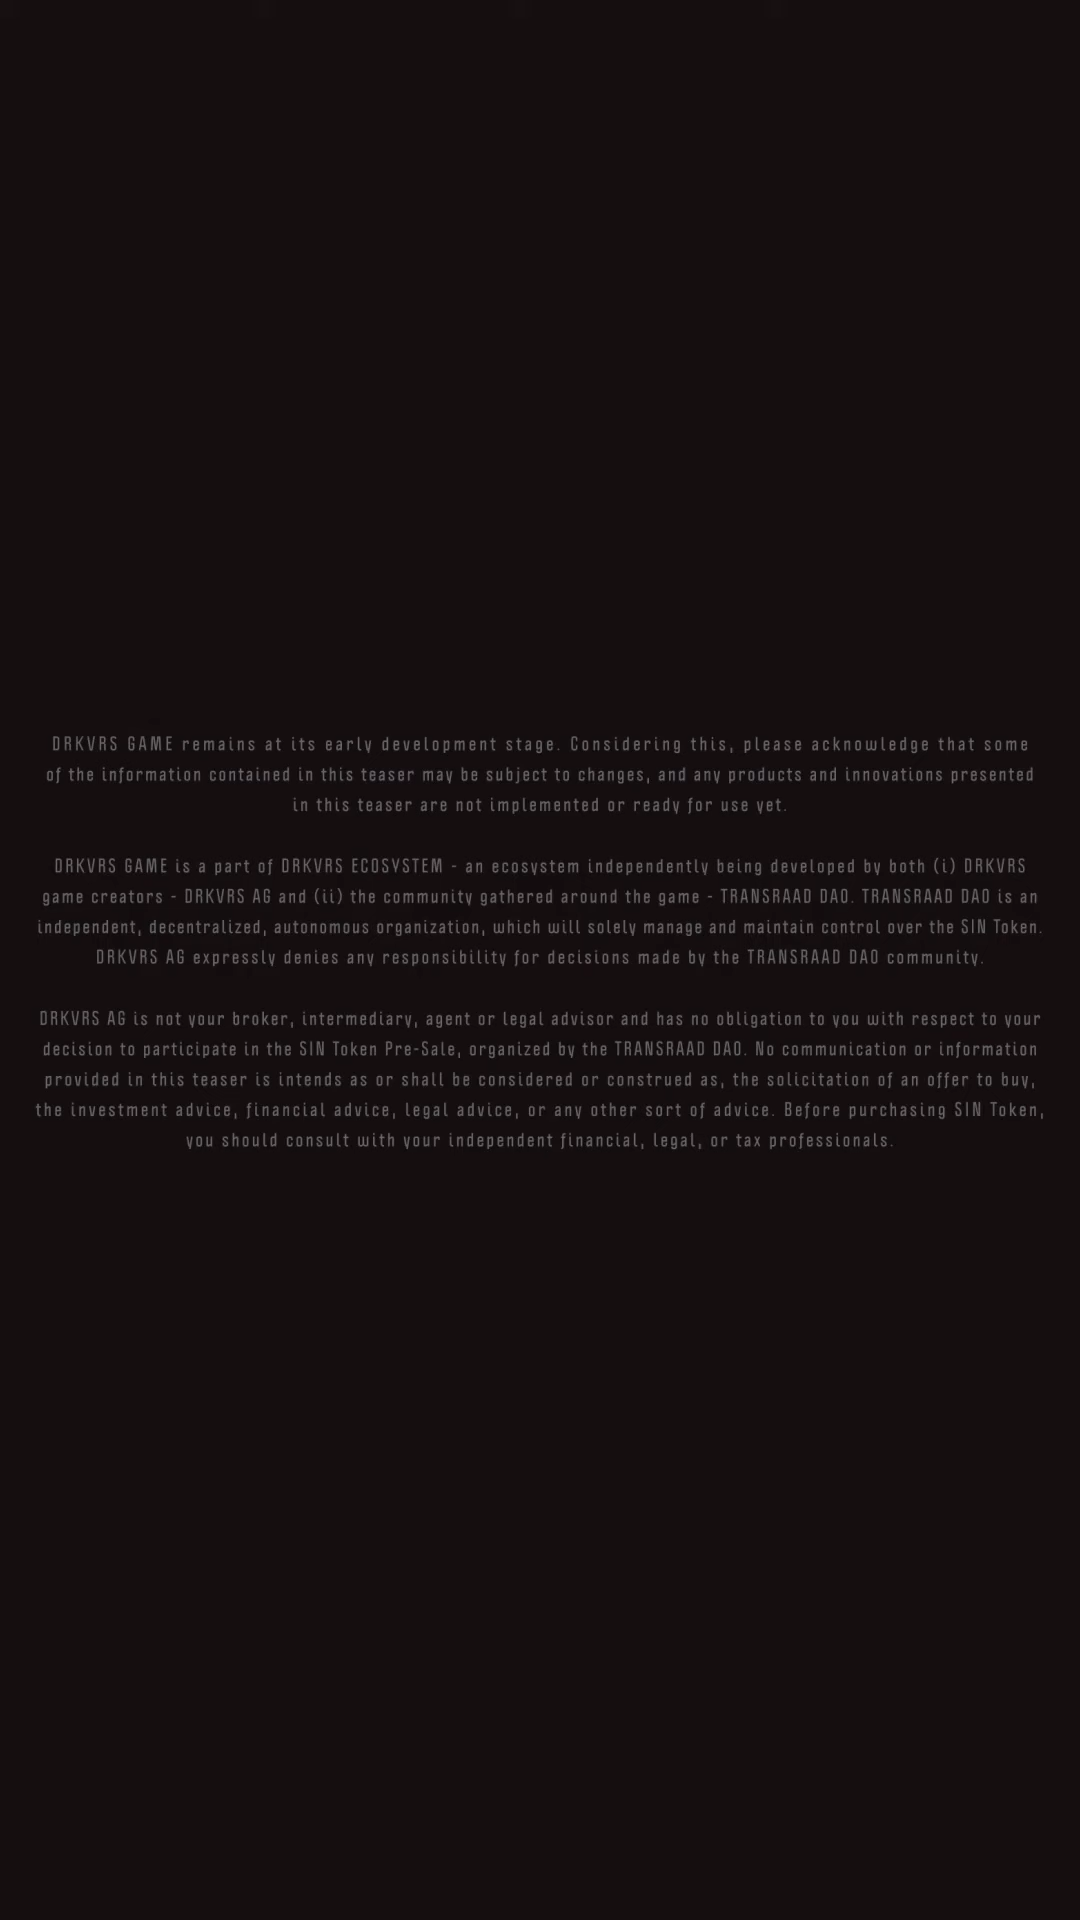 DRKVRS GAME remains at its early development stage. Considering this, please acknowledge that some
of the information contained in this teaser may be subject to changes, and any products and innovations presented
in this teaser are not implemented or ready for use yet.
DRKVRS GAME is a part of DRKVRS ECOSYSTEM - an ecosystem independently being developed by both (i) DRKVRS
game creators - DRKVRS AG and (ii) the community gathered around the game - TRANSRAAD DAO. TRANSRAAD DAO is an
independent, decentralized, autonomous organization, which will solely manage and maintain control over the SIN Token.
DRKVRS AG expressly denies any responsibility for decisions made by the TRANSRAAD DAO community.
DRKVRS AG is not your broker, intermediary, agent or legal advisor and has no obligation to you with respect to your
decision to participate in the SIN Token Pre-Sale, organized by the TRANSRAAD DAO. No communication or information
provided in this teaser is intends as or shall be considered or construed as, the solicitation of an offer to buy,
the investment advice, financial advice, legal advice, or any other sort of advice. Before purchasing SIN Token,
you should consult with your independent financial, legal, or tax professionals.